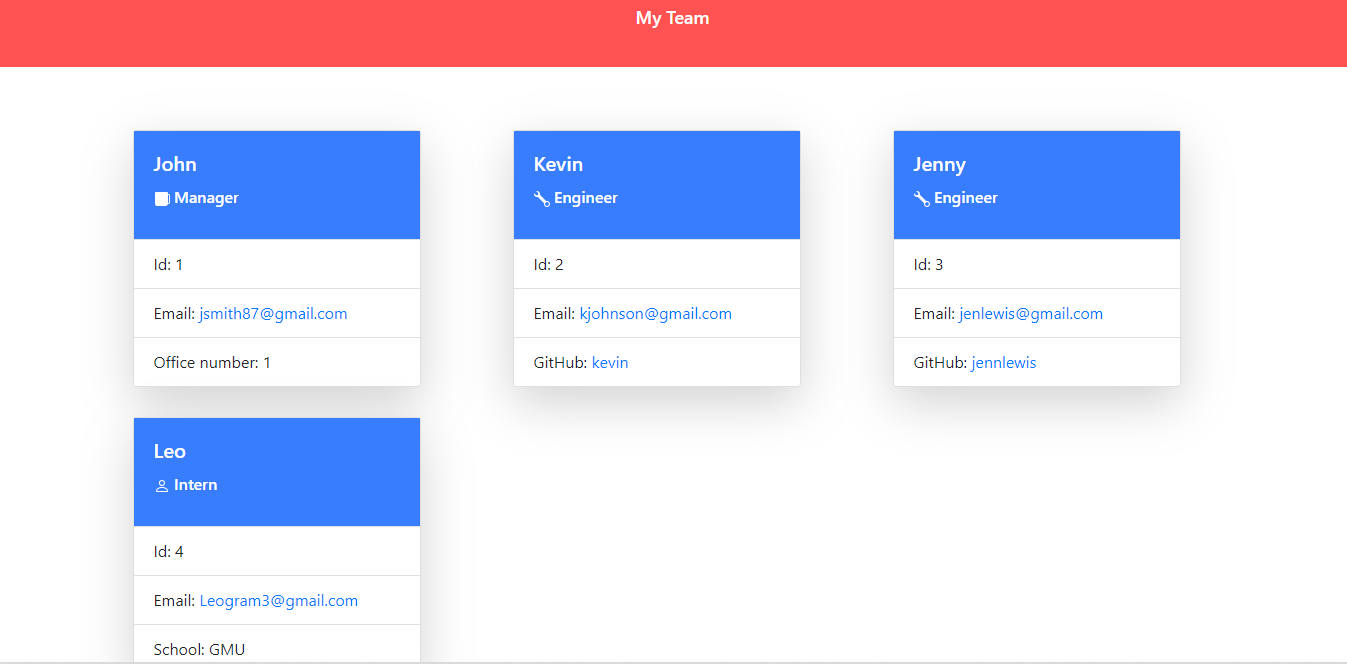 My Team
John
Manager
Id: 1
Email: jsmith87@gmail.com
Office number: 1
Kevin
Engineer
Id: 2
Email: kjohnson@gmail.com
GitHub: kevin
Jenny
Engineer
Id: 3
Email: jenlewis@gmail.com
GitHub: jennlewis
Leo
Intern
Id: 4
Email: Leogram3@gmail.com
School: GMU